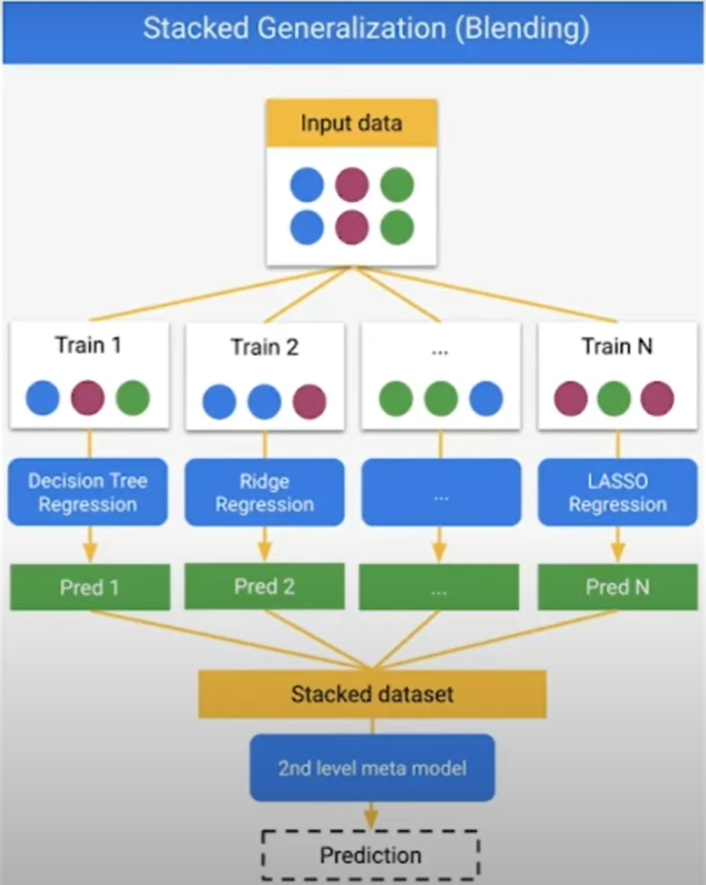 Stacked Generalization (Blending)
Input data
Train 1
Train 2
...
Train N
Decision Tree
Regression
Ridge
Regression
...
LASSO
Regression
Pred 1
Pred 2
...
Pred N
Stacked dataset
2nd level meta model
Prediction